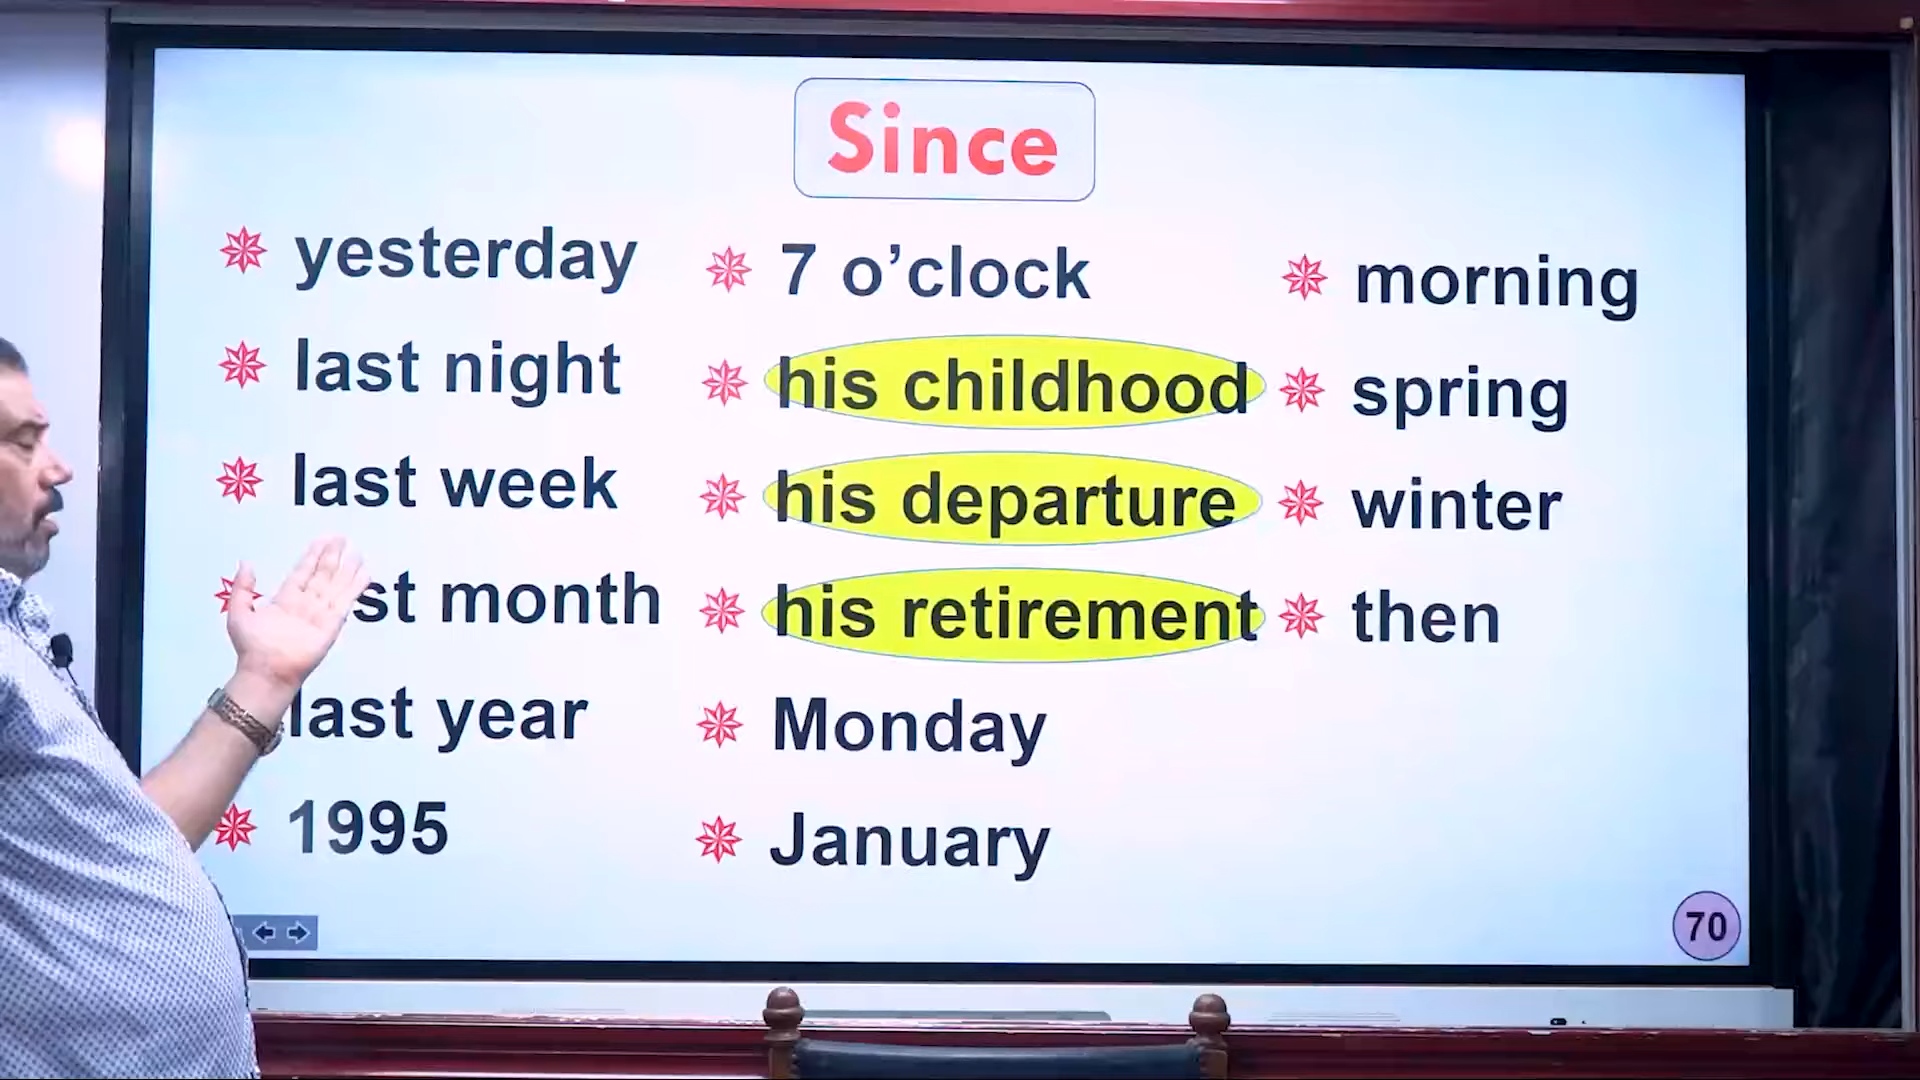 Since
yesterday
last night
last week
st month
last year
1995
7 o’clock
his childhood
his departure
his retirement
Monday
January
morning
spring
winter
then
70